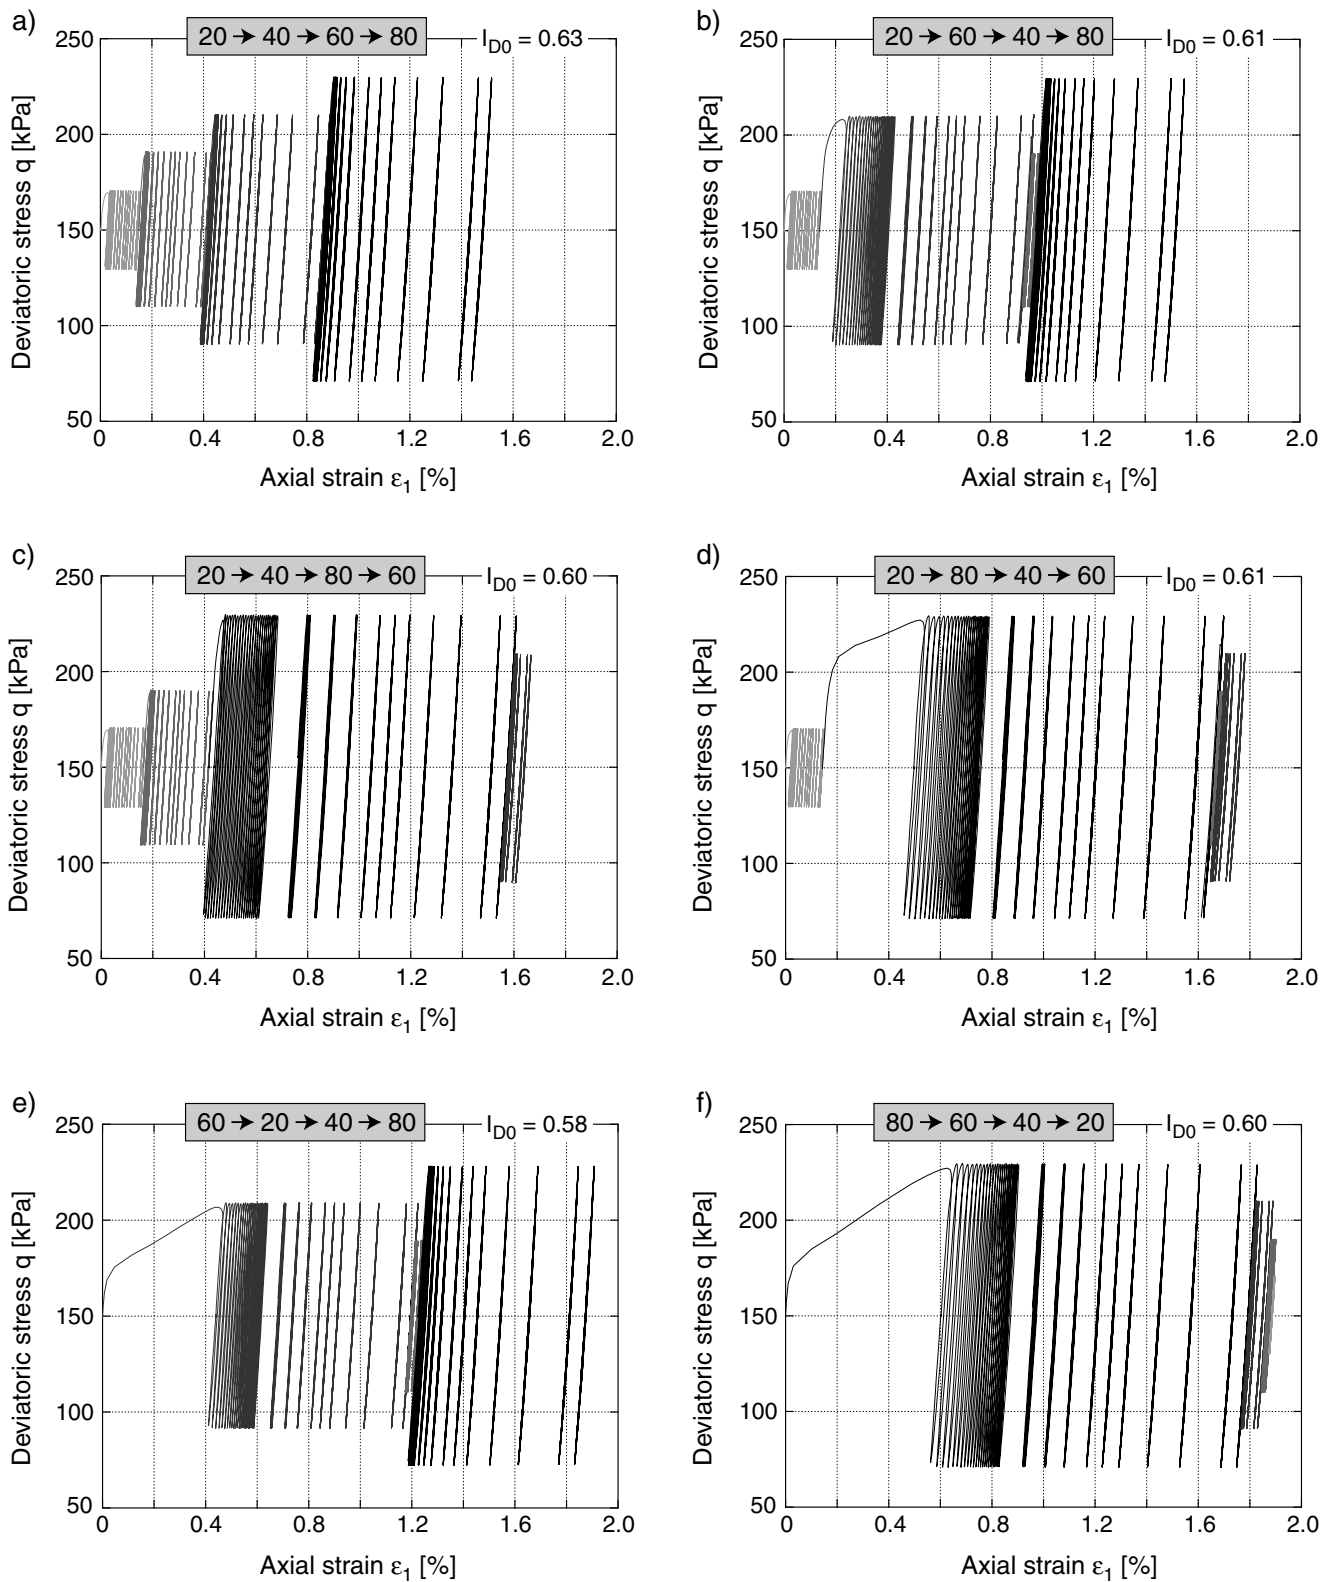 a)
20 → 40 → 60 → 80
I_D0 = 0.63
250
200
150
100
50
Deviatoric stress q [kPa]
0 0.4 0.8 1.2 1.6 2.0
Axial strain ε₁ [%]
b)
20 → 60 → 40 → 80
I_D0 = 0.61
250
200
150
100
50
Deviatoric stress q [kPa]
0 0.4 0.8 1.2 1.6 2.0
Axial strain ε₁ [%]
c)
20 → 40 → 80 → 60
I_D0 = 0.60
250
200
150
100
50
Deviatoric stress q [kPa]
0 0.4 0.8 1.2 1.6 2.0
Axial strain ε₁ [%]
d)
20 → 80 → 40 → 60
I_D0 = 0.61
250
200
150
100
50
Deviatoric stress q [kPa]
0 0.4 0.8 1.2 1.6 2.0
Axial strain ε₁ [%]
e)
60 → 20 → 40 → 80
I_D0 = 0.58
250
200
150
100
50
Deviatoric stress q [kPa]
0 0.4 0.8 1.2 1.6 2.0
Axial strain ε₁ [%]
f)
80 → 60 → 40 → 20
I_D0 = 0.60
250
200
150
100
50
Deviatoric stress q [kPa]
0 0.4 0.8 1.2 1.6 2.0
Axial strain ε₁ [%]